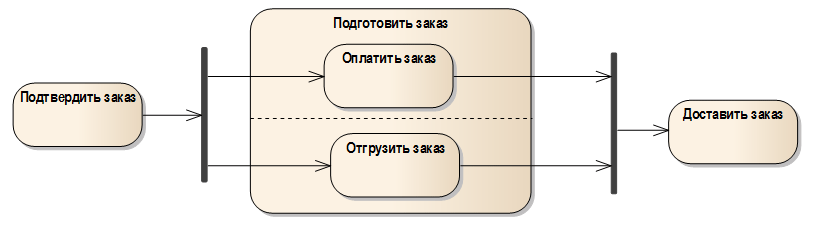 Подготовить заказ
Оплатить заказ
Подтвердить заказ
Доставить заказ
Отгрузить заказ